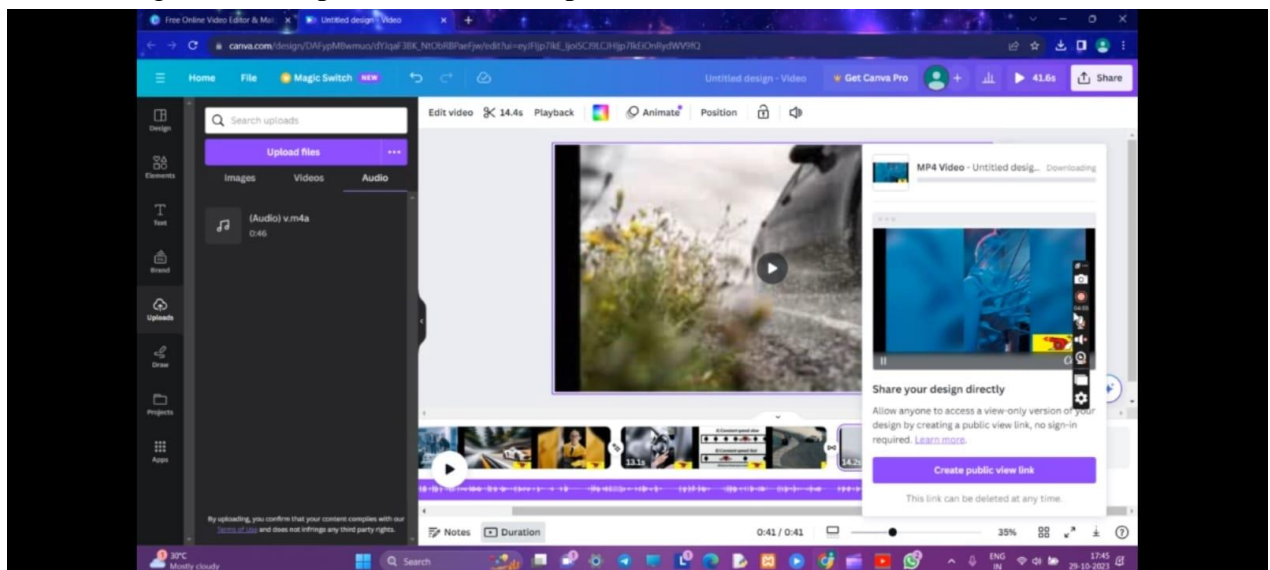 Free Online Video Editor & Mak
Untitled design - Video
canva.com/design/
Home
File
Magic Switch
NEW
Untitled design - Video
Get Canva Pro
41.6s
Share
Design
Elements
Text
Brand
Uploads
Draw
Projects
Apps
Search uploads
Upload files
Images
Videos
Audio
(Audio) v.m4a
0:46
By uploading, you confirm that your content complies with our
Terms of Use and does not infringe any third party rights.
Edit video
14.4s
Playback
Animate
Position
MP4 Video - Untitled desig...
Downloading
04:55
Share your design directly
Allow anyone to access a view-only version of your
design by creating a public view link, no sign-in
required. Learn more.
Create public view link
This link can be deleted at any time.
13.1s
14.2s
Notes
Duration
0:41 / 0:41
35%
30°C
Mostly cloudy
Search
ENG
IN
17:45
29-10-2023